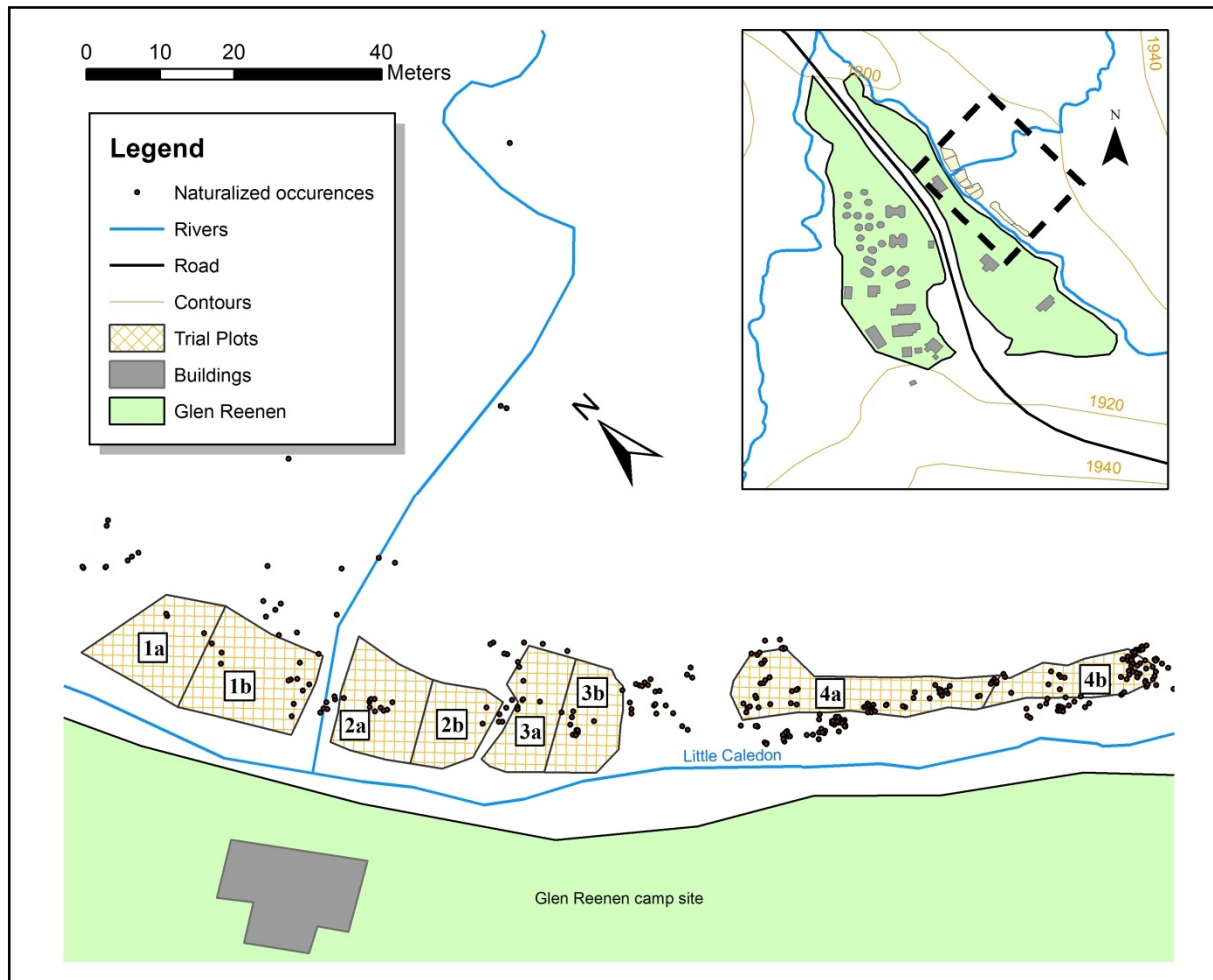 0 10 20 40
Meters
Legend
Naturalized occurences
Rivers
Road
Contours
Trial Plots
Buildings
Glen Reenen
1900
1940
N
1920
1940
N
1a
1b
2a
2b
3a
3b
4a
4b
Little Caledon
Glen Reenen camp site